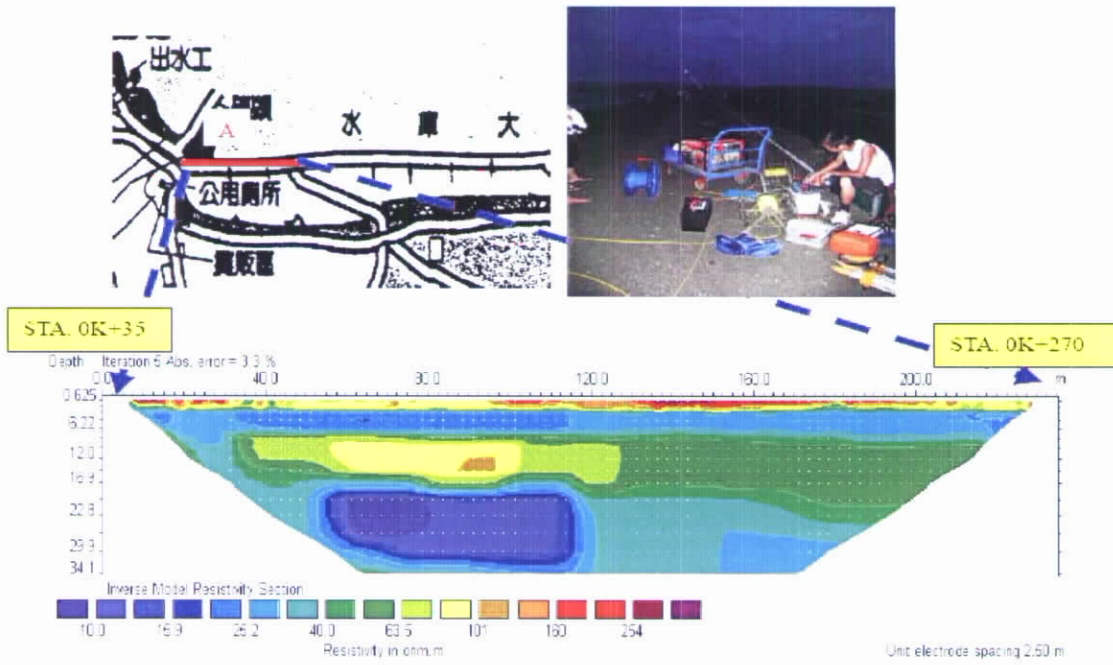 出水工
A
水庫大
公用廁所
STA. 0K+35
STA. 0K+270
Depth Iteration 6 Abs. error = 3.3 %
0.0 40.0 80.0 120.0 160.0 200.0 m
0.625
6.22
12.0
16.9
22.8
29.9
34.1
Inverse Model Resistivity Section
10.0 15.9 25.2 40.0 63.5 101 160 254
Resistivity in ohm.m
Unit electrode spacing 2.50 m